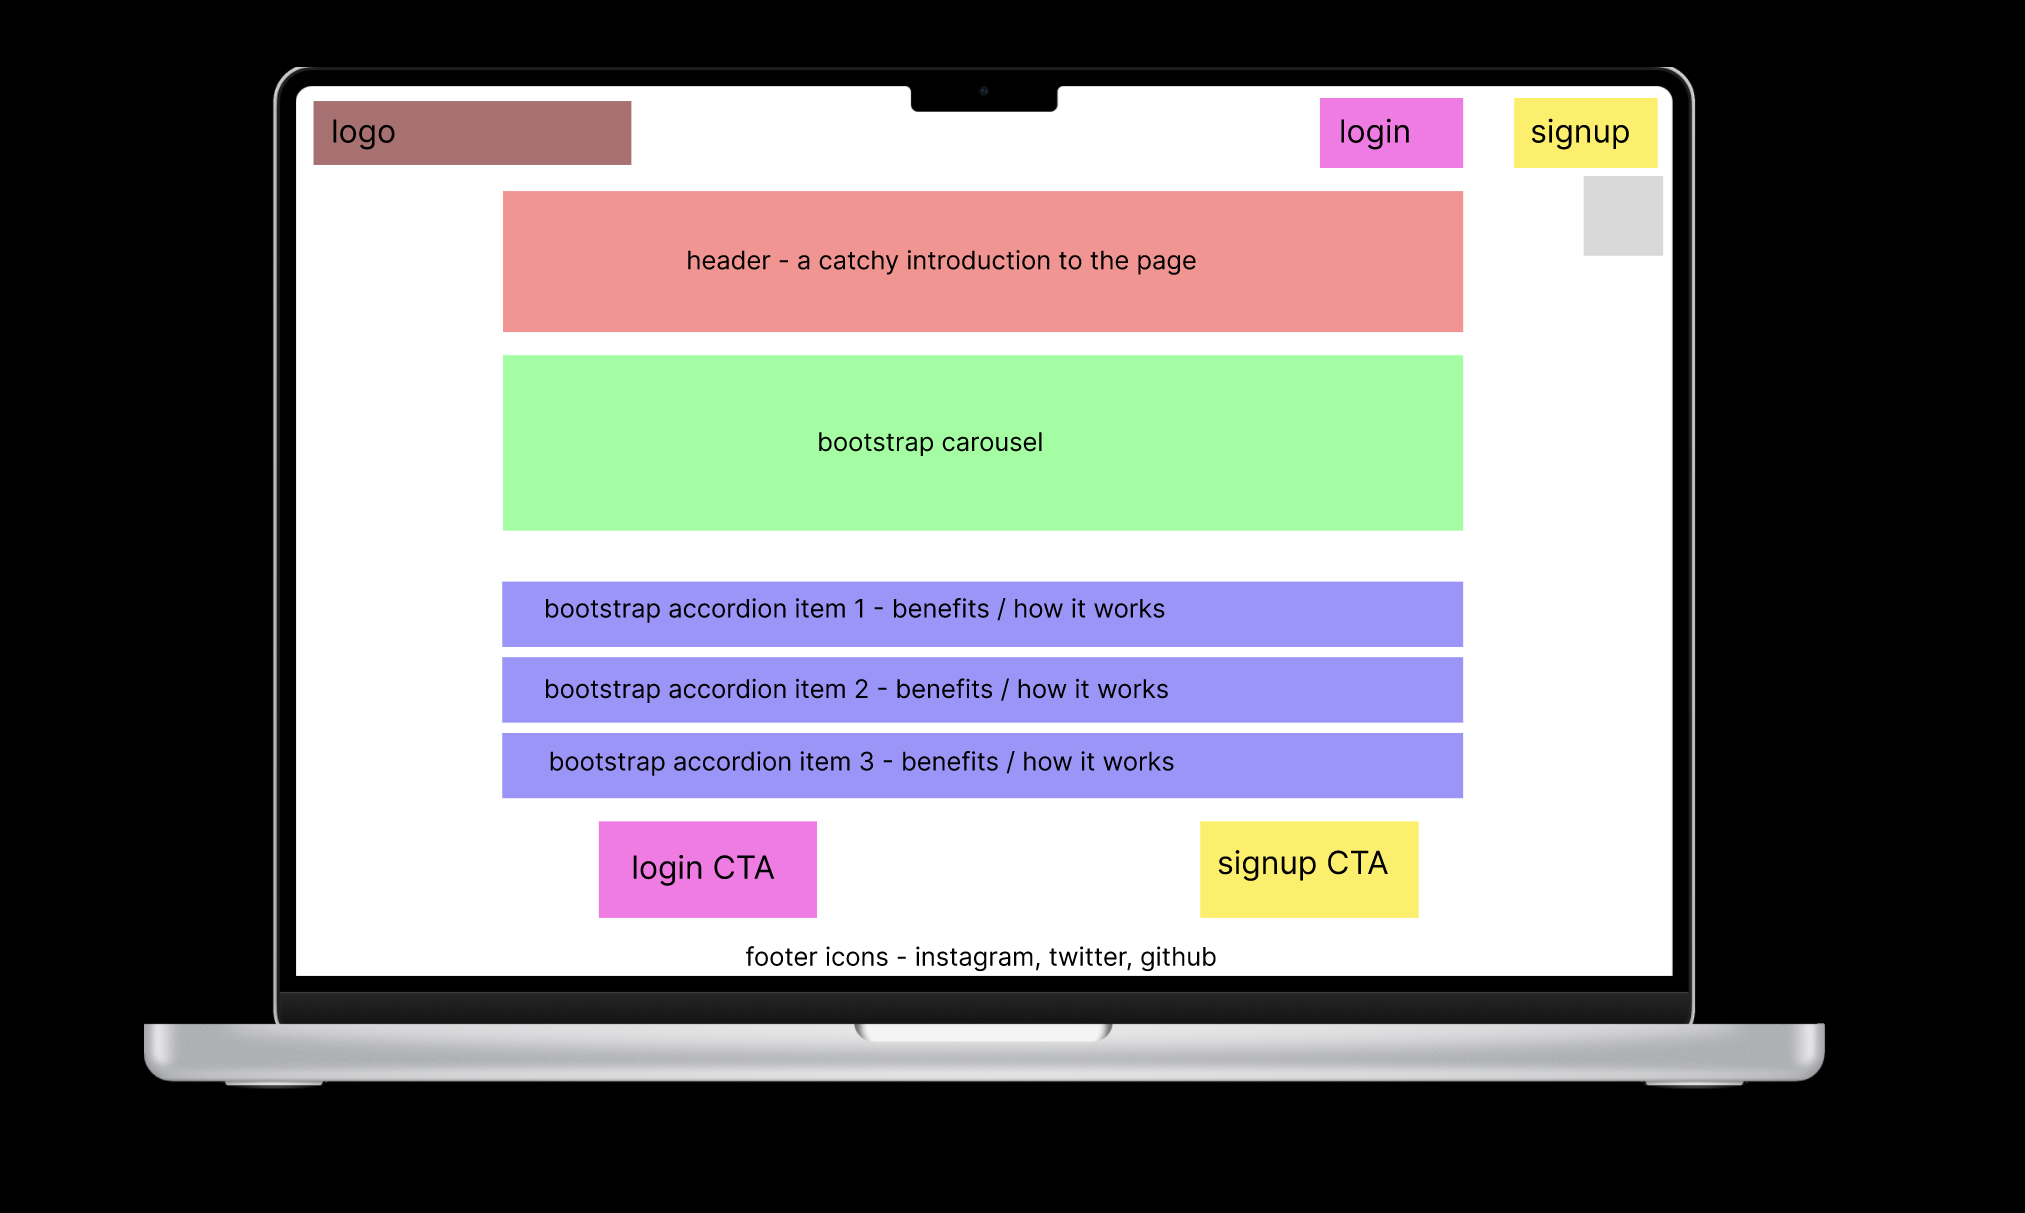 logo
login
signup
header - a catchy introduction to the page
bootstrap carousel
bootstrap accordion item 1 - benefits / how it works
bootstrap accordion item 2 - benefits / how it works
bootstrap accordion item 3 - benefits / how it works
login CTA
signup CTA
footer icons - instagram, twitter, github